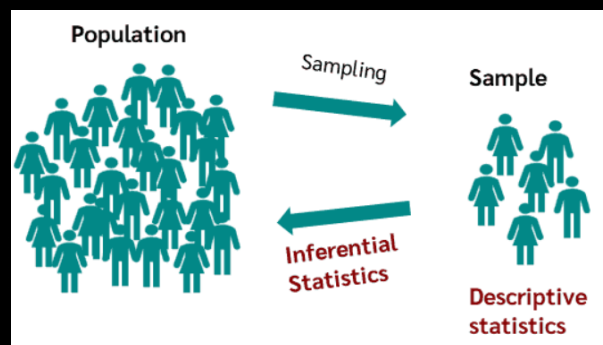 Population
Sampling
Sample
Inferential
Statistics
Descriptive
statistics